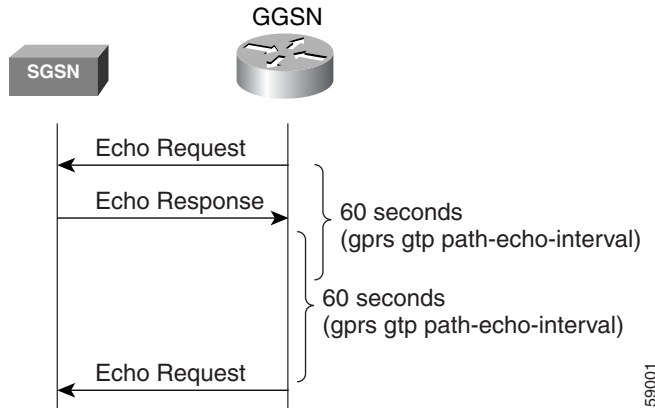 GGSN
SGSN
Echo Request
Echo Response
60 seconds
(gprs gtp path-echo-interval)
60 seconds
(gprs gtp path-echo-interval)
Echo Request
59001